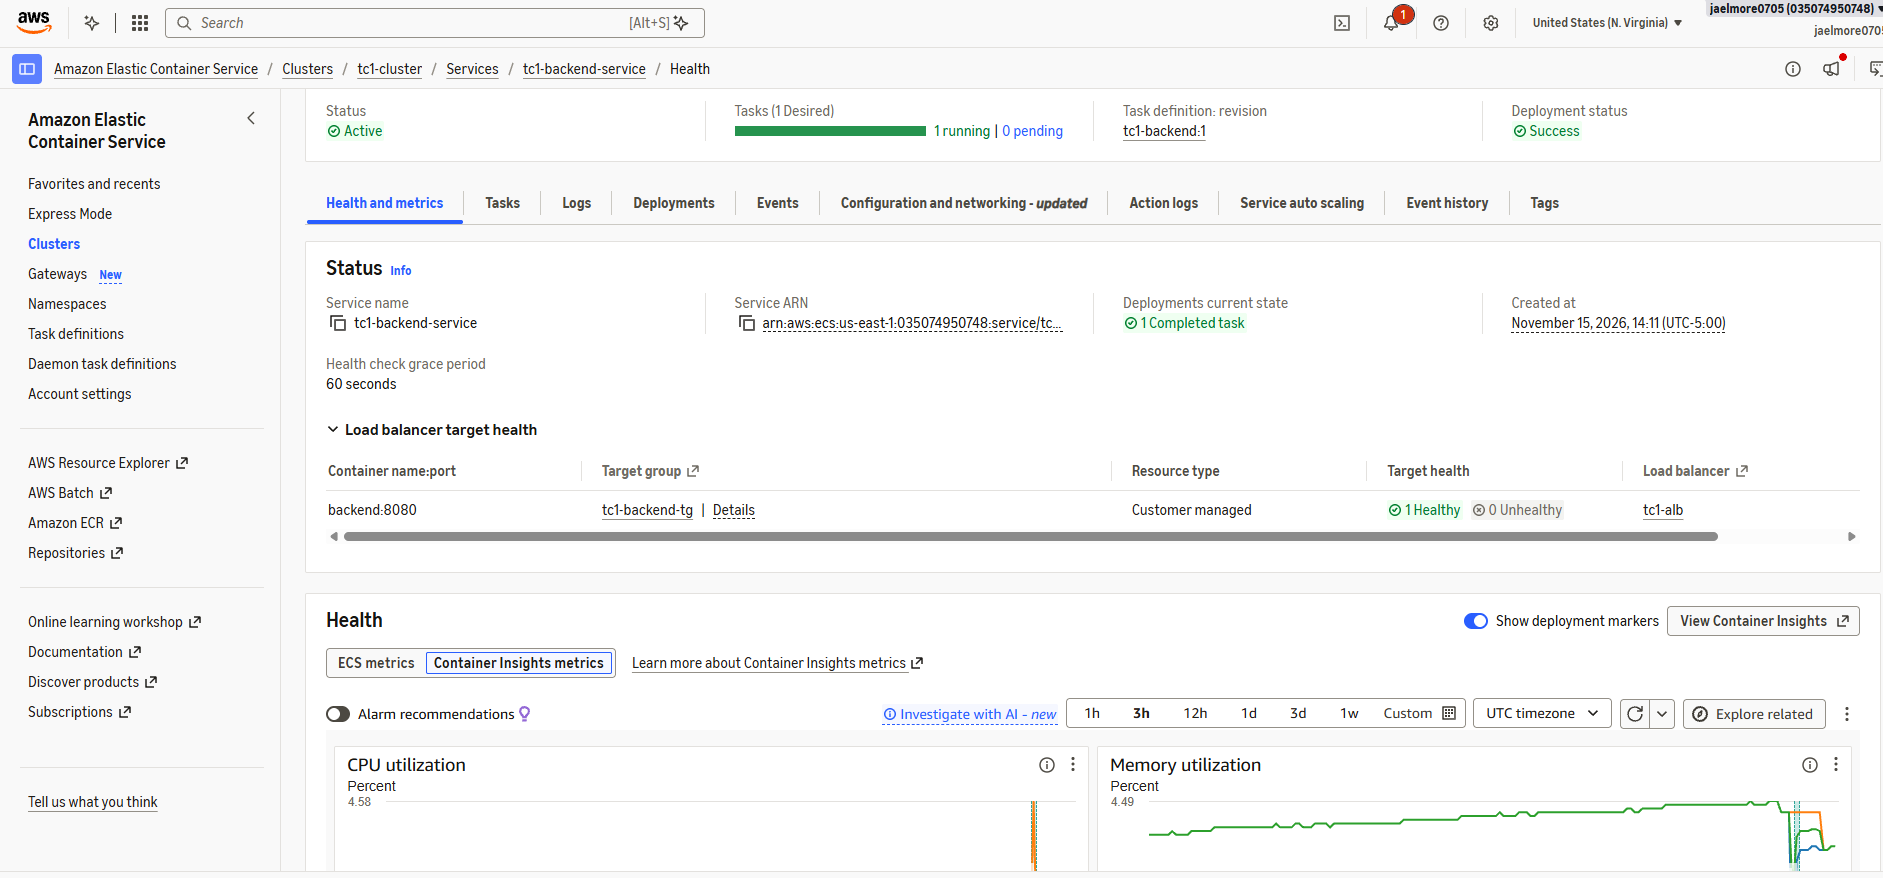 aws
Search [Alt+S]
1
United States (N. Virginia)
jaelmore0705 (035074950748)
Amazon Elastic Container Service / Clusters / tc1-cluster / Services / tc1-backend-service / Health
Amazon Elastic
Container Service
Favorites and recents
Express Mode
Clusters
Gateways New
Namespaces
Task definitions
Daemon task definitions
Account settings
AWS Resource Explorer
AWS Batch
Amazon ECR
Repositories
Online learning workshop
Documentation
Discover products
Subscriptions
Tell us what you think
Status
Active
Tasks (1 Desired)
1 running | 0 pending
Task definition: revision
tc1-backend:1
Deployment status
Success
Health and metrics
Tasks
Logs
Deployments
Events
Configuration and networking - updated
Action logs
Service auto scaling
Event history
Tags
Status Info
Service name
tc1-backend-service
Service ARN
arn:aws:ecs:us-east-1:035074950748:service/tc...
Deployments current state
1 Completed task
Created at
November 15, 2026, 14:11 (UTC-5:00)
Health check grace period
60 seconds
Load balancer target health
Container name:port Target group Resource type Target health Load balancer
backend:8080 tc1-backend-tg | Details Customer managed 1 Healthy 0 Unhealthy tc1-alb
Health
Show deployment markers
View Container Insights
ECS metrics Container Insights metrics Learn more about Container Insights metrics
Alarm recommendations
Investigate with AI - new
1h 3h 12h 1d 3d 1w Custom
UTC timezone
Explore related
CPU utilization
Percent
4.58
Memory utilization
Percent
4.49